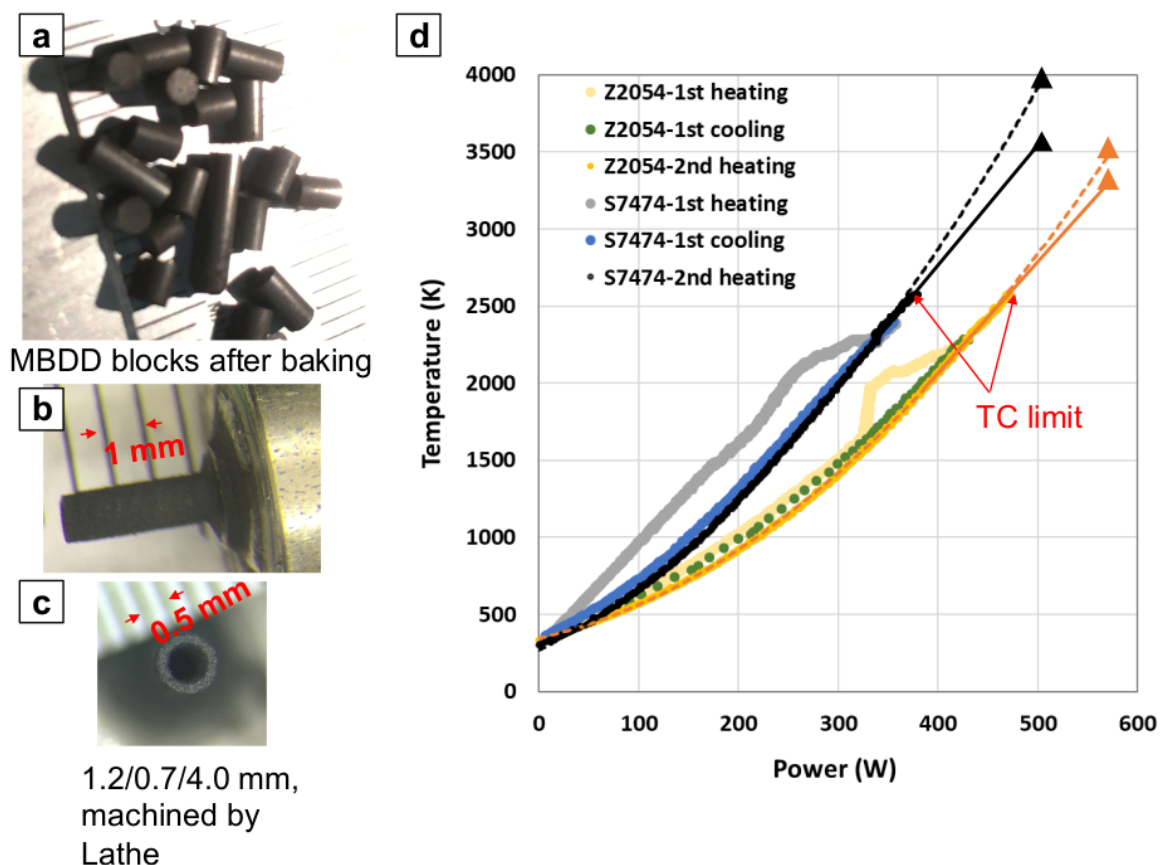 a
MBDD blocks after baking
b
1 mm
c
0.5 mm
1.2/0.7/4.0 mm,
machined by
Lathe
d
Temperature (K)
4000
3500
3000
2500
2000
1500
1000
500
0
Z2054-1st heating
Z2054-1st cooling
Z2054-2nd heating
S7474-1st heating
S7474-1st cooling
S7474-2nd heating
TC limit
0 100 200 300 400 500 600
Power (W)